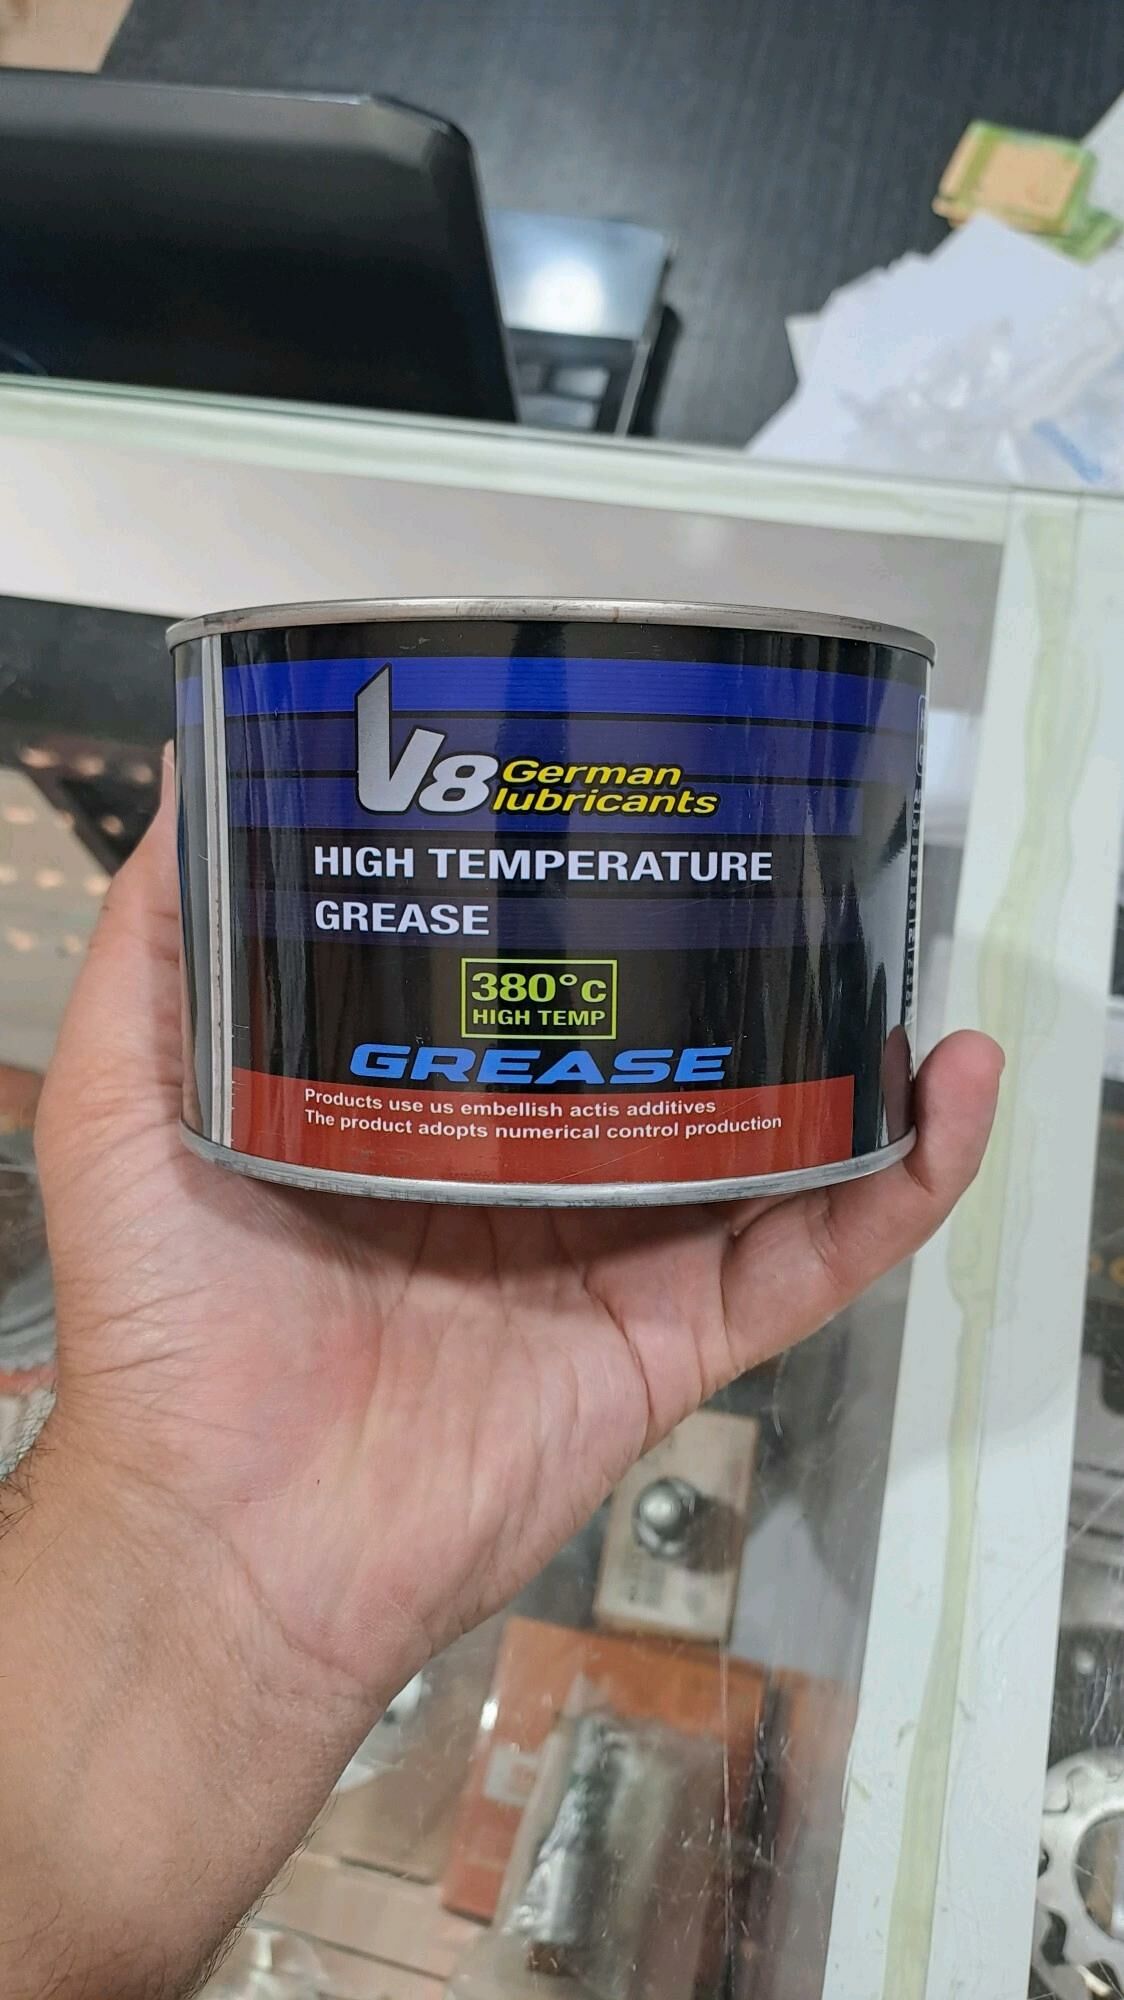 V8 German
lubricants
HIGH TEMPERATURE
GREASE
380°c
HIGH TEMP
GREASE
Products use us embellish actis additives
The product adopts numerical control production